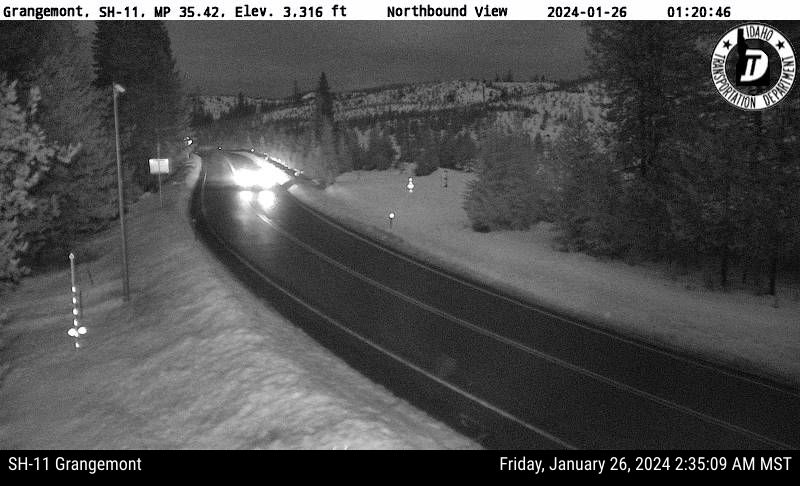 Grangemont, SH-11, MP 35.42, Elev. 3,316 ft Northbound View 2024-01-26 01:20:46
IDAHO
TRANSPORTATION DEPARTMENT
SH-11 Grangemont Friday, January 26, 2024 2:35:09 AM MST